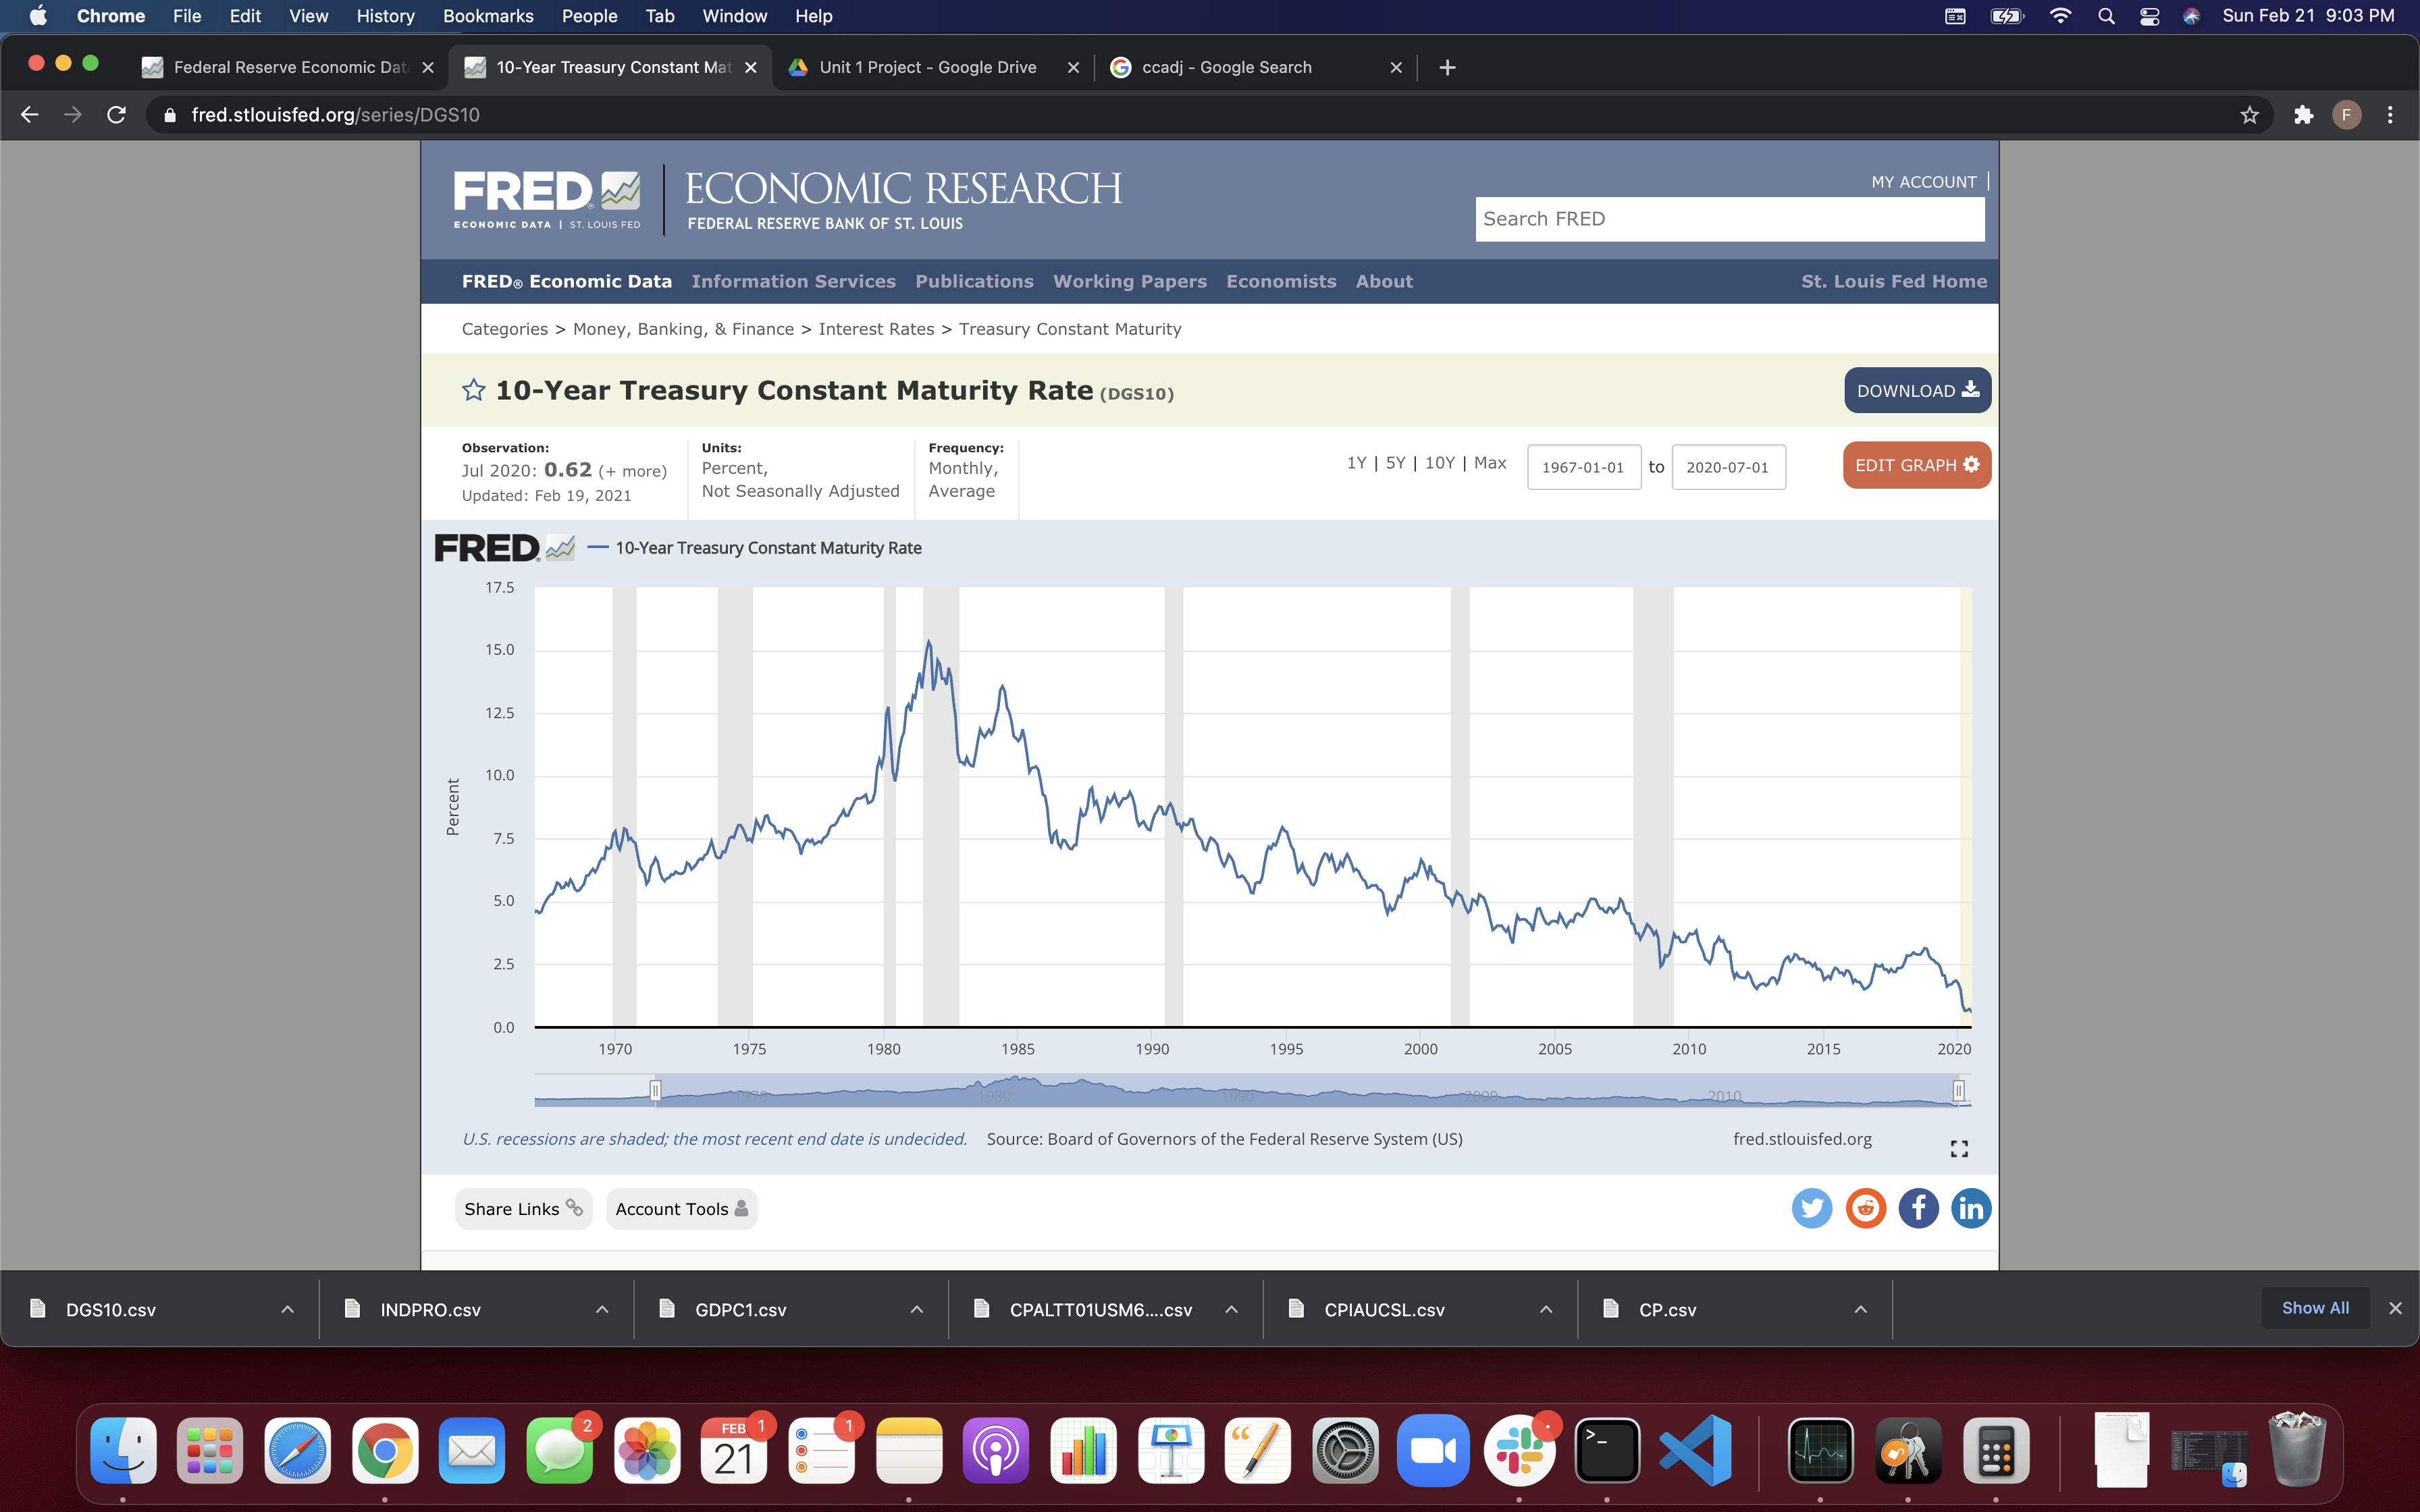 Chrome File Edit View History Bookmarks People Tab Window Help Sun Feb 21 9:03 PM
Federal Reserve Economic Dat 10-Year Treasury Constant Mat Unit 1 Project - Google Drive ccadj - Google Search
fred.stlouisfed.org/series/DGS10 F
FRED® ECONOMIC RESEARCH MY ACCOUNT
ECONOMIC DATA | ST. LOUIS FED FEDERAL RESERVE BANK OF ST. LOUIS Search FRED
FRED® Economic Data Information Services Publications Working Papers Economists About St. Louis Fed Home
Categories > Money, Banking, & Finance > Interest Rates > Treasury Constant Maturity
10-Year Treasury Constant Maturity Rate (DGS10) DOWNLOAD
Observation: Units: Frequency:
Jul 2020: 0.62 (+ more) Percent, Monthly, 1Y | 5Y | 10Y | Max 1967-01-01 to 2020-07-01 EDIT GRAPH
Updated: Feb 19, 2021 Not Seasonally Adjusted Average
FRED 10-Year Treasury Constant Maturity Rate
17.5
15.0
12.5
10.0
7.5
5.0
2.5
0.0
Percent
1970 1975 1980 1985 1990 1995 2000 2005 2010 2015 2020
1970 1980 1990 2000 2010
U.S. recessions are shaded; the most recent end date is undecided. Source: Board of Governors of the Federal Reserve System (US) fred.stlouisfed.org
Share Links Account Tools
DGS10.csv INDPRO.csv GDPC1.csv CPALTT01USM6....csv CPIAUCSL.csv CP.csv Show All
2 FEB 1 1
21